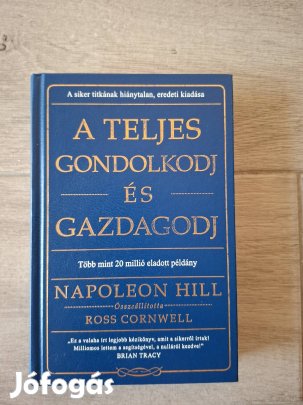 A siker titkának hiánytalan, eredeti kiadása
A TELJES
GONDOLKODJ
ÉS
GAZDAGODJ
Több mint 20 millió eladott példány
NAPOLEON HILL
Összeállította
ROSS CORNWELL
„Ez a valaha írt legjobb kézikönyv, amit a sikerről írtak!
Milliomos lettem a segítségével, a nulláról kezdve!”
BRIAN TRACY
Jófogás